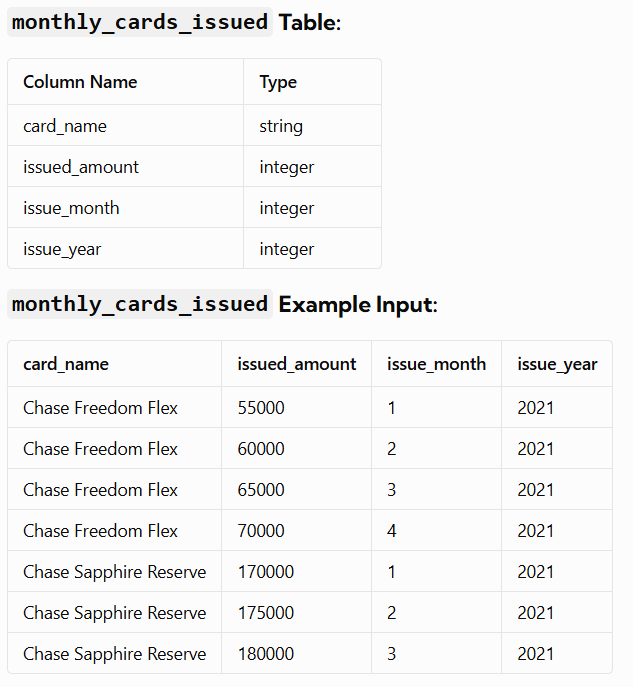 monthly_cards_issued Table:
Column Name Type
card_name string
issued_amount integer
issue_month integer
issue_year integer
monthly_cards_issued Example Input:
card_name issued_amount issue_month issue_year
Chase Freedom Flex 55000 1 2021
Chase Freedom Flex 60000 2 2021
Chase Freedom Flex 65000 3 2021
Chase Freedom Flex 70000 4 2021
Chase Sapphire Reserve 170000 1 2021
Chase Sapphire Reserve 175000 2 2021
Chase Sapphire Reserve 180000 3 2021